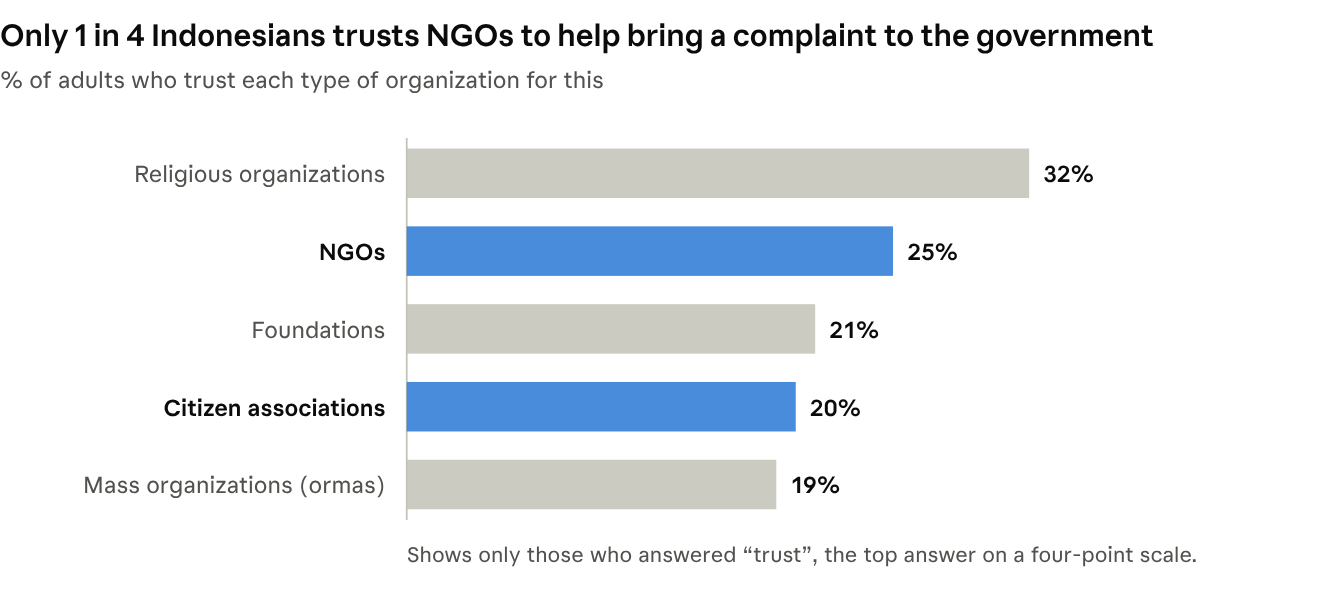 Only 1 in 4 Indonesians trusts NGOs to help bring a complaint to the government
% of adults who trust each type of organization for this
Religious organizations 32%
NGOs 25%
Foundations 21%
Citizen associations 20%
Mass organizations (ormas) 19%
Shows only those who answered “trust”, the top answer on a four-point scale.